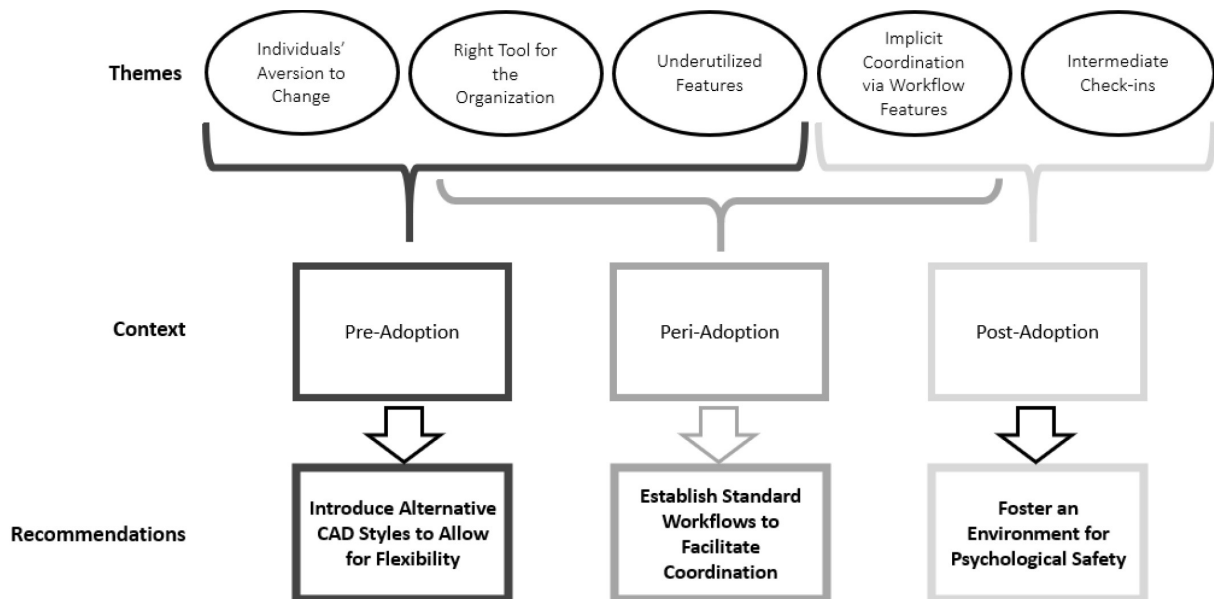 Themes
Individuals'
Aversion to
Change
Right Tool for
the
Organization
Underutilized
Features
Implicit
Coordination
via Workflow
Features
Intermediate
Check-ins
Context
Pre-Adoption
Peri-Adoption
Post-Adoption
Recommendations
Introduce Alternative
CAD Styles to Allow
for Flexibility
Establish Standard
Workflows to
Facilitate
Coordination
Foster an
Environment for
Psychological Safety